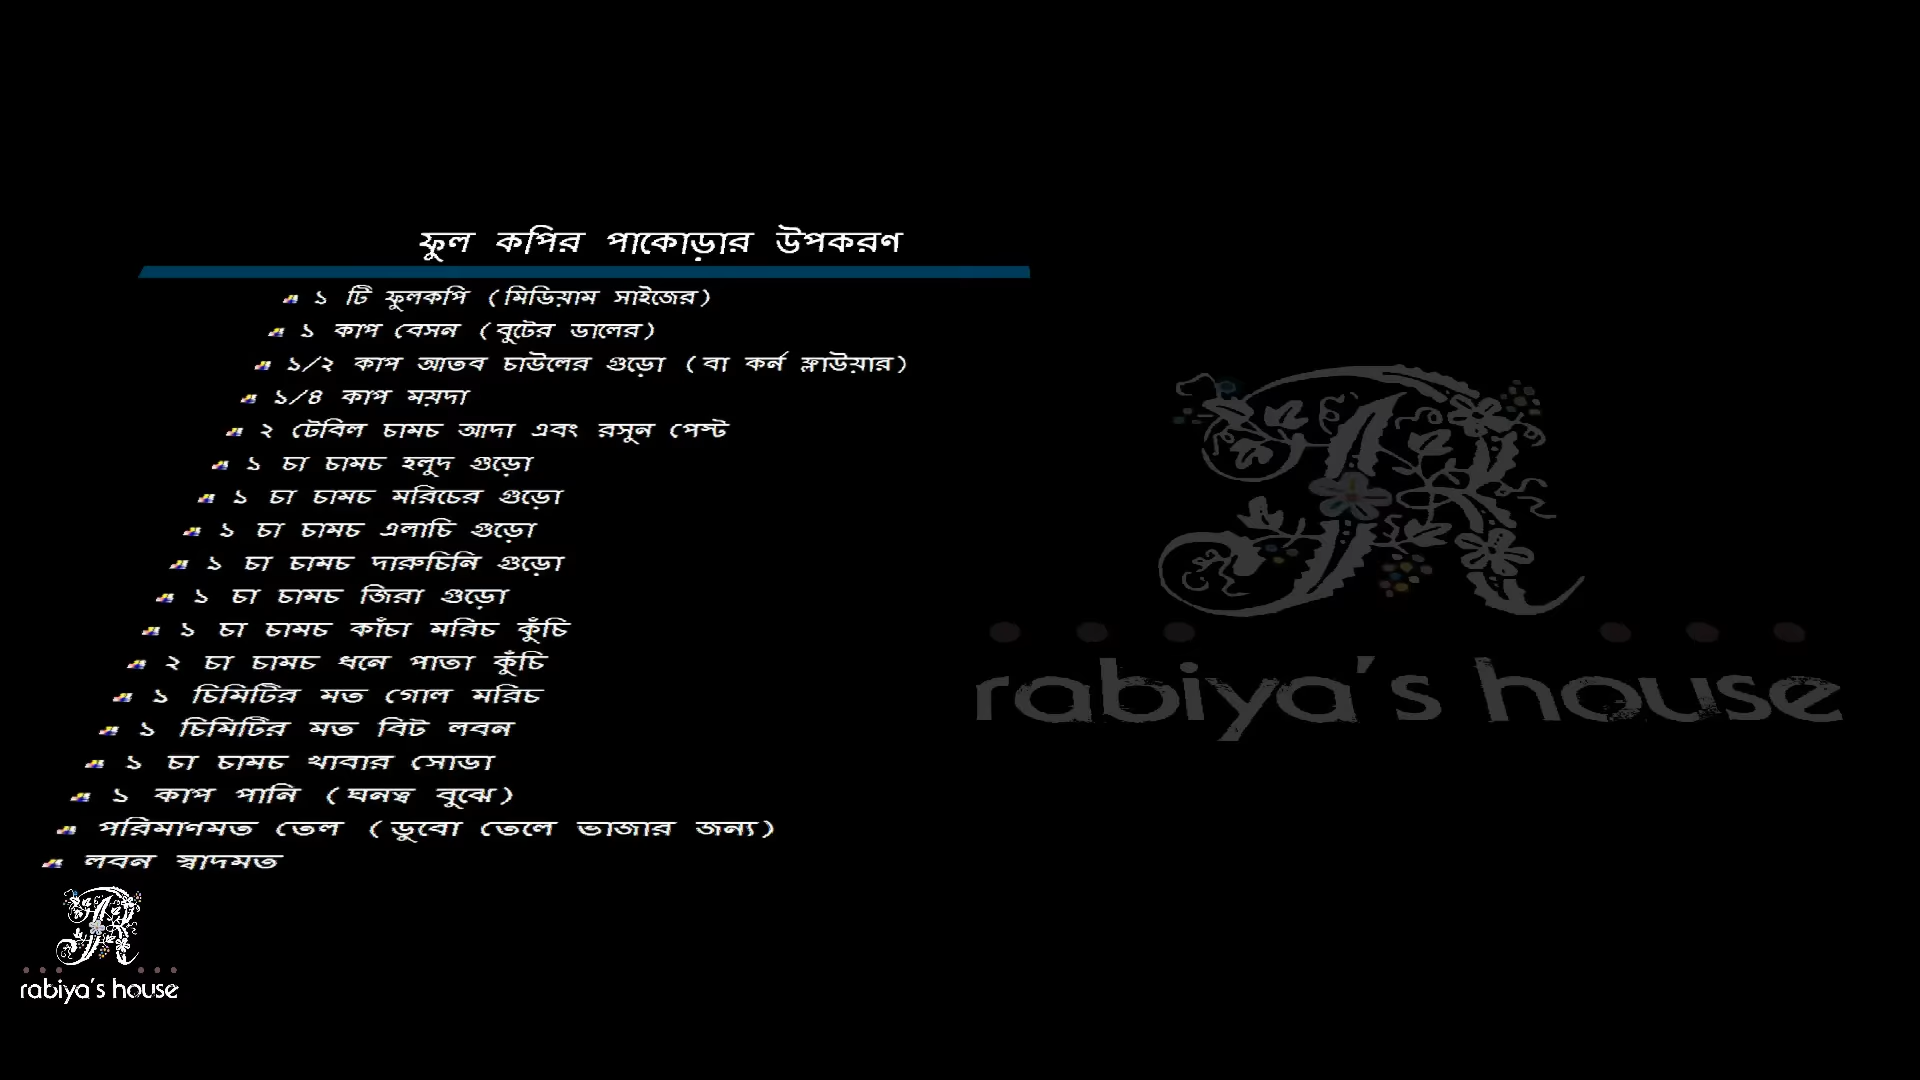 ফুল কপির পাকোড়ার উপকরণ
১ টি ফুলকপি (মিডিয়াম সাইজের)
১ কাপ বেসন (বুটের ডালের)
১/২ কাপ আতব চাউলের গুড়ো (বা কর্ন ফ্লাউয়ার)
১/৪ কাপ ময়দা
২ টেবিল চামচ আদা এবং রসুন পেস্ট
১ চা চামচ হলুদ গুড়ো
১ চা চামচ মরিচের গুড়ো
১ চা চামচ এলাচি গুড়ো
১ চা চামচ দারুচিনি গুড়ো
১ চা চামচ জিরা গুড়ো
১ চা চামচ কাঁচা মরিচ কুঁচি
২ চা চামচ ধনে পাতা কুঁচি
১ চিমিটির মত গোল মরিচ
১ চিমিটির মত বিট লবন
১ চা চামচ খাবার সোডা
১ কাপ পানি (ঘনত্ব বুঝে)
পরিমাণমত তেল (ডুবো তেলে ভাজার জন্য)
লবন স্বাদমত
rabiya's house
rabiya's house